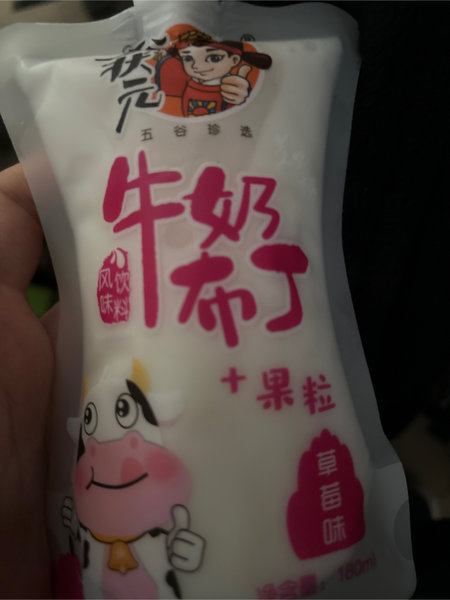 状元
®
五谷珍选
牛奶
布丁
风味饮料
+果粒
草莓味
净含量：180ml